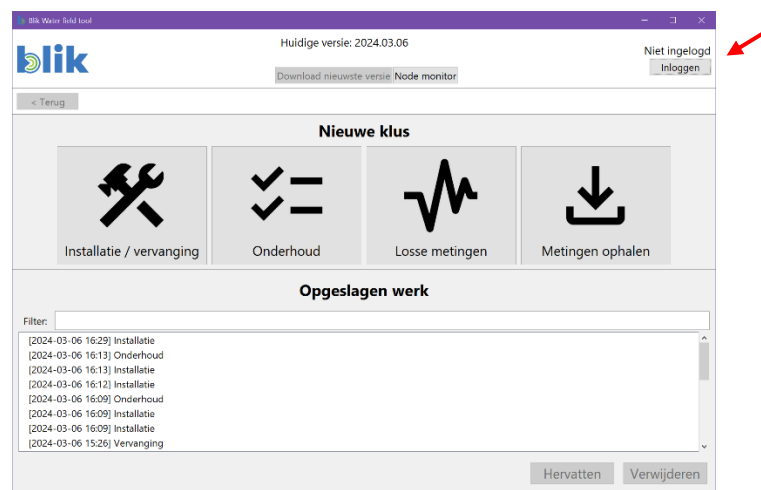 Blik Water field tool
blik
Huidige versie: 2024.03.06
Niet ingelogd
Download nieuwste versie Node monitor
Inloggen
< Terug
Nieuwe klus
Installatie / vervanging Onderhoud Losse metingen Metingen ophalen
Opgeslagen werk
Filter:
[2024-03-06 16:29] Installatie
[2024-03-06 16:13] Onderhoud
[2024-03-06 16:13] Installatie
[2024-03-06 16:12] Installatie
[2024-03-06 16:09] Onderhoud
[2024-03-06 16:09] Installatie
[2024-03-06 16:09] Installatie
[2024-03-06 15:26] Vervanging
Hervatten Verwijderen